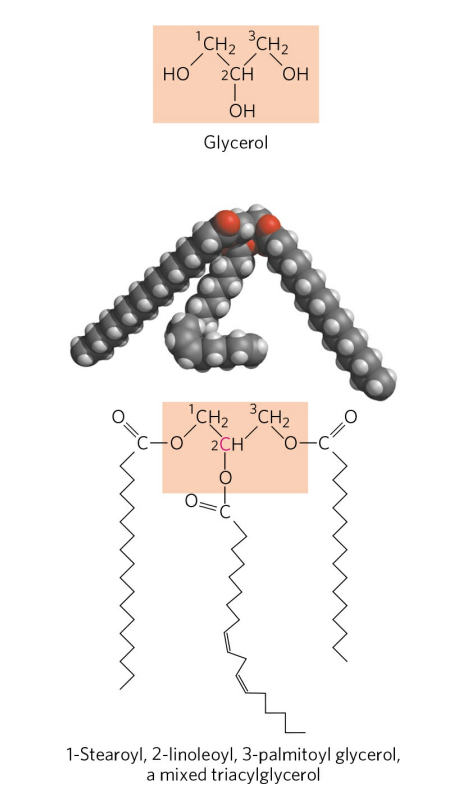 1CH2 3CH2
HO 2CH OH
OH
Glycerol
O 1CH2 3CH2 O
C O 2CH O C
O
O C
1-Stearoyl, 2-linoleoyl, 3-palmitoyl glycerol,
a mixed triacylglycerol